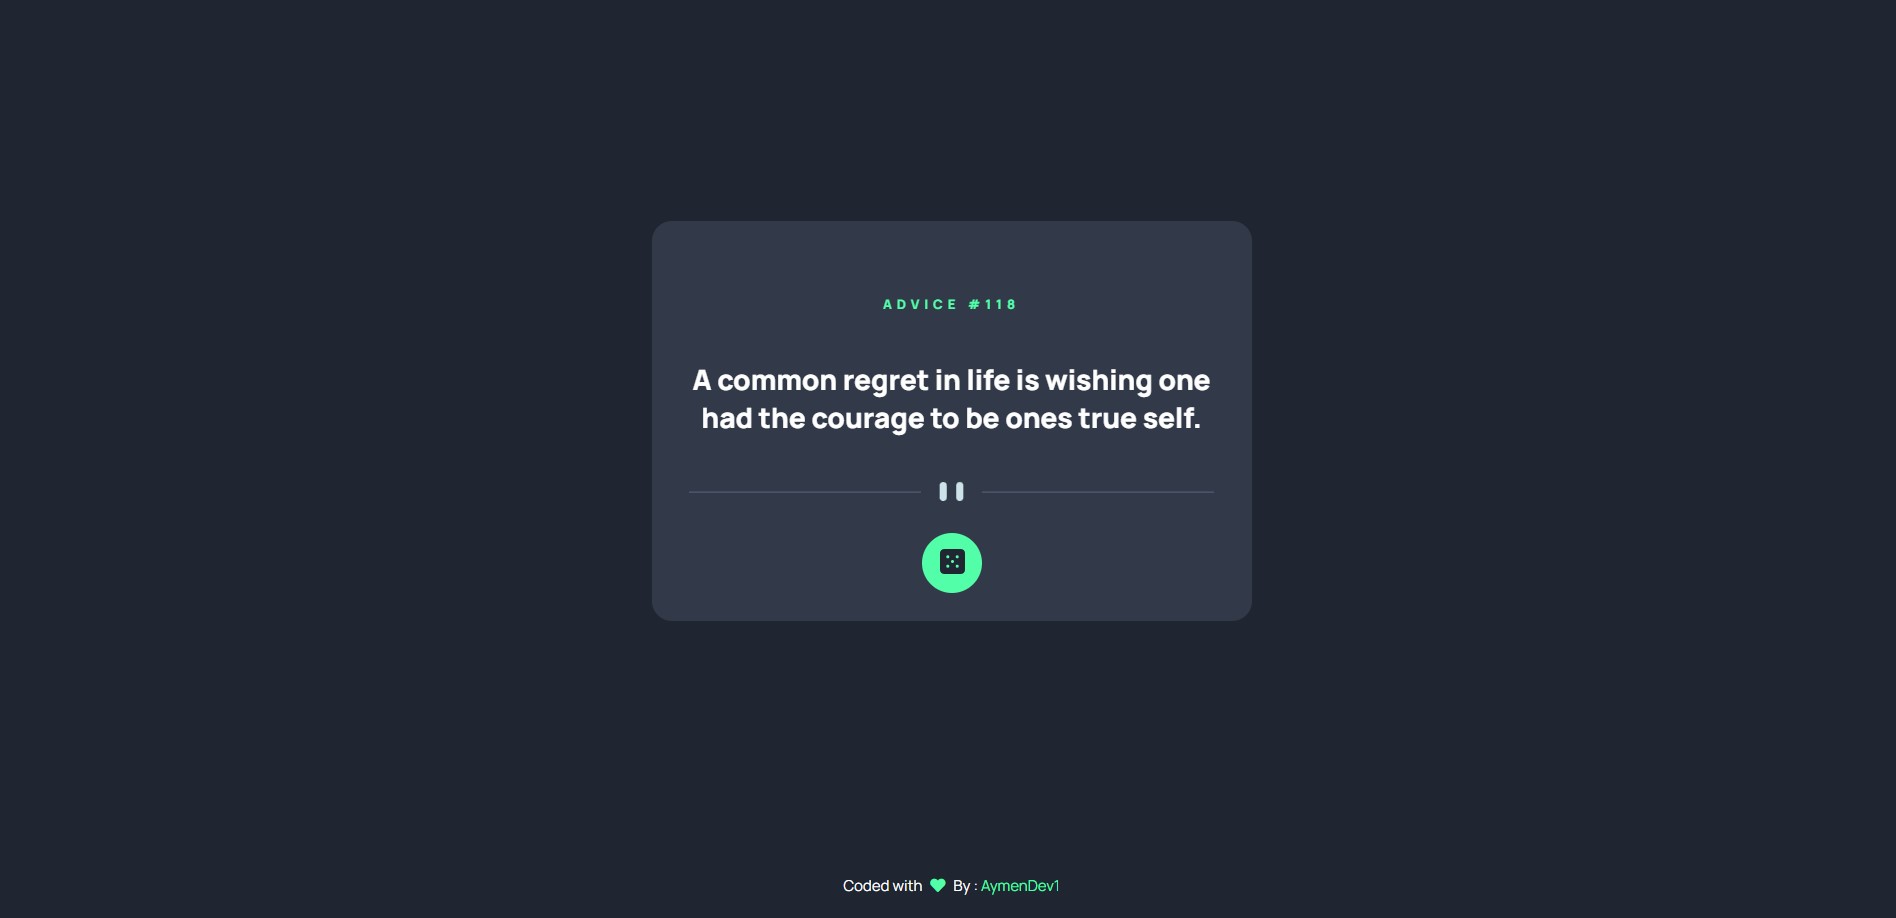 ADVICE #118
A common regret in life is wishing one
had the courage to be ones true self.
Coded with By : AymenDev1